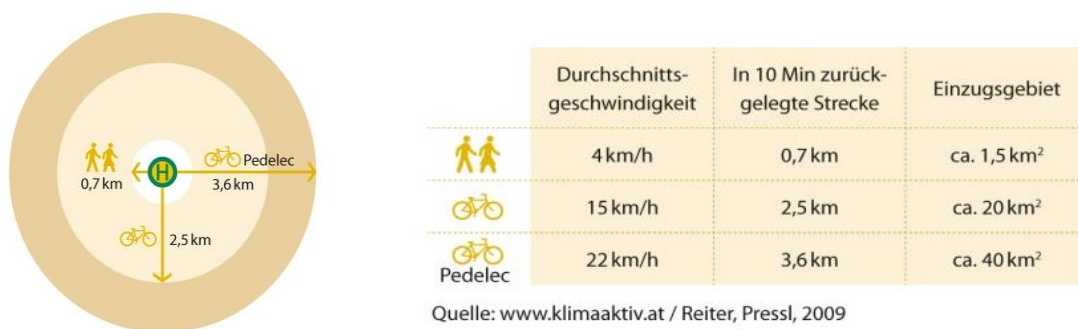 H
Pedelec
0,7 km
3,6 km
2,5 km
Durchschnitts-
geschwindigkeit
In 10 Min zurück-
gelegte Strecke
Einzugsgebiet
4 km/h
0,7 km
ca. 1,5 km²
15 km/h
2,5 km
ca. 20 km²
Pedelec
22 km/h
3,6 km
ca. 40 km²
Quelle: www.klimaaktiv.at / Reiter, Pressl, 2009